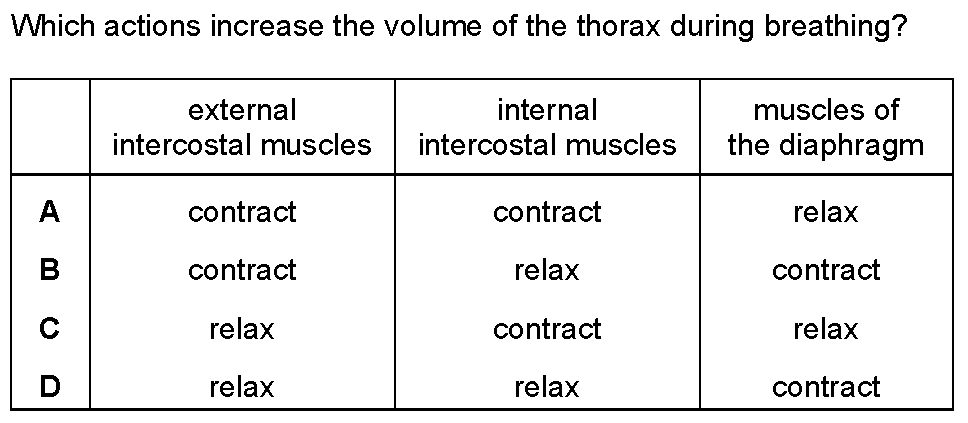 Which actions increase the volume of the thorax during breathing?
external intercostal muscles internal intercostal muscles muscles of the diaphragm
A contract contract relax
B contract relax contract
C relax contract relax
D relax relax contract